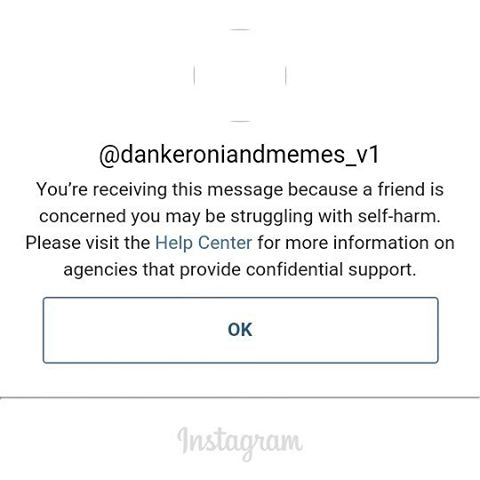 @dankeroniandmemes_v1
You’re receiving this message because a friend is
concerned you may be struggling with self-harm.
Please visit the Help Center for more information on
agencies that provide confidential support.
OK
Instagram